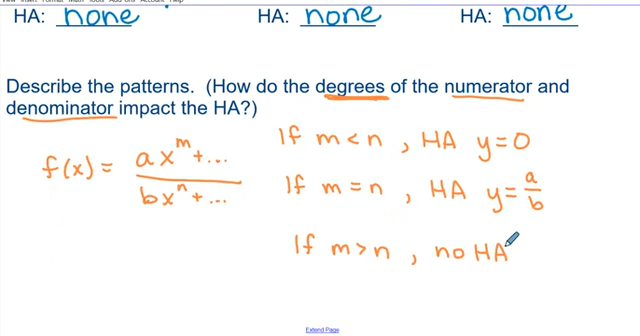 HA: none HA: none HA: none
Describe the patterns. (How do the degrees of the numerator and
denominator impact the HA?)
f(x) = (ax^m + ...)/(bx^n + ...)
If m < n , HA y = 0
If m = n , HA y = a/b
If m > n , no HA
Extend Page